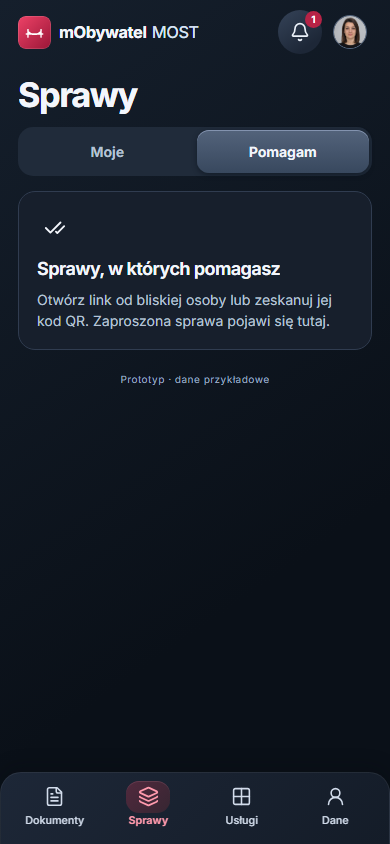 mObywatel MOST
1
Sprawy
Moje
Pomagam
Sprawy, w których pomagasz
Otwórz link od bliskiej osoby lub zeskanuj jej
kod QR. Zaproszona sprawa pojawi się tutaj.
Prototyp · dane przykładowe
Dokumenty
Sprawy
Usługi
Dane